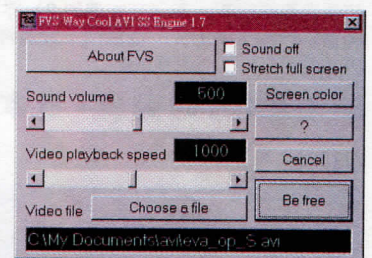 FVS Way Cool AVI SS Engine 1.7
About FVS
Sound off
Stretch full screen
Sound volume
500
Screen color
?
Video playback speed
1000
Cancel
Video file
Choose a file
Be free
C:\My Documents\avi\eva_op_S.avi